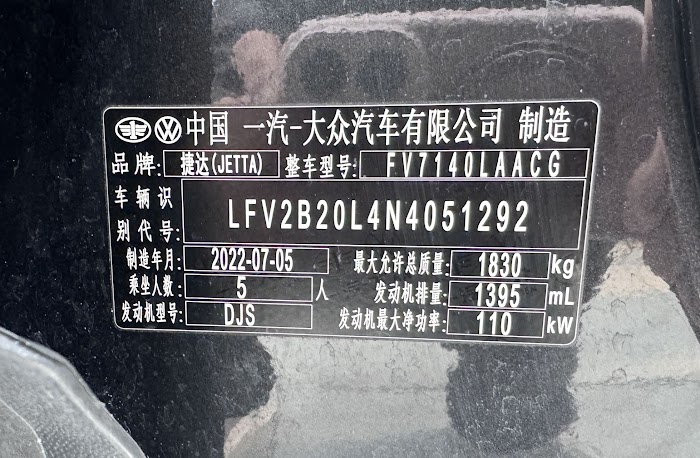 中国 一汽-大众汽车有限公司 制造
品牌: 捷达(JETTA) 整车型号: FV7140LAACG
车辆识别代号: LFV2B20L4N4051292
制造年月: 2022-07-05 最大允许总质量: 1830 kg
乘坐人数: 5 人 发动机排量: 1395 mL
发动机型号: DJS 发动机最大净功率: 110 kW